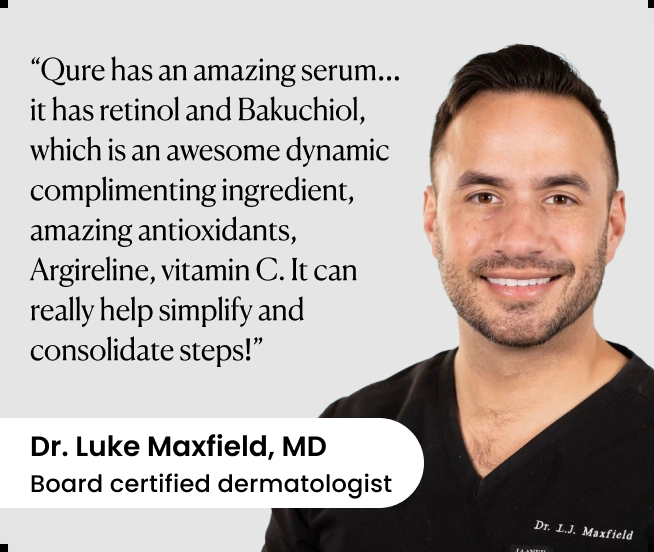 “Qure has an amazing serum...
it has retinol and Bakuchiol,
which is an awesome dynamic
complimenting ingredient,
amazing antioxidants,
Argireline, vitamin C. It can
really help simplify and
consolidate steps!”
Dr. Luke Maxfield, MD
Board certified dermatologist
Dr. L.J. Maxfield